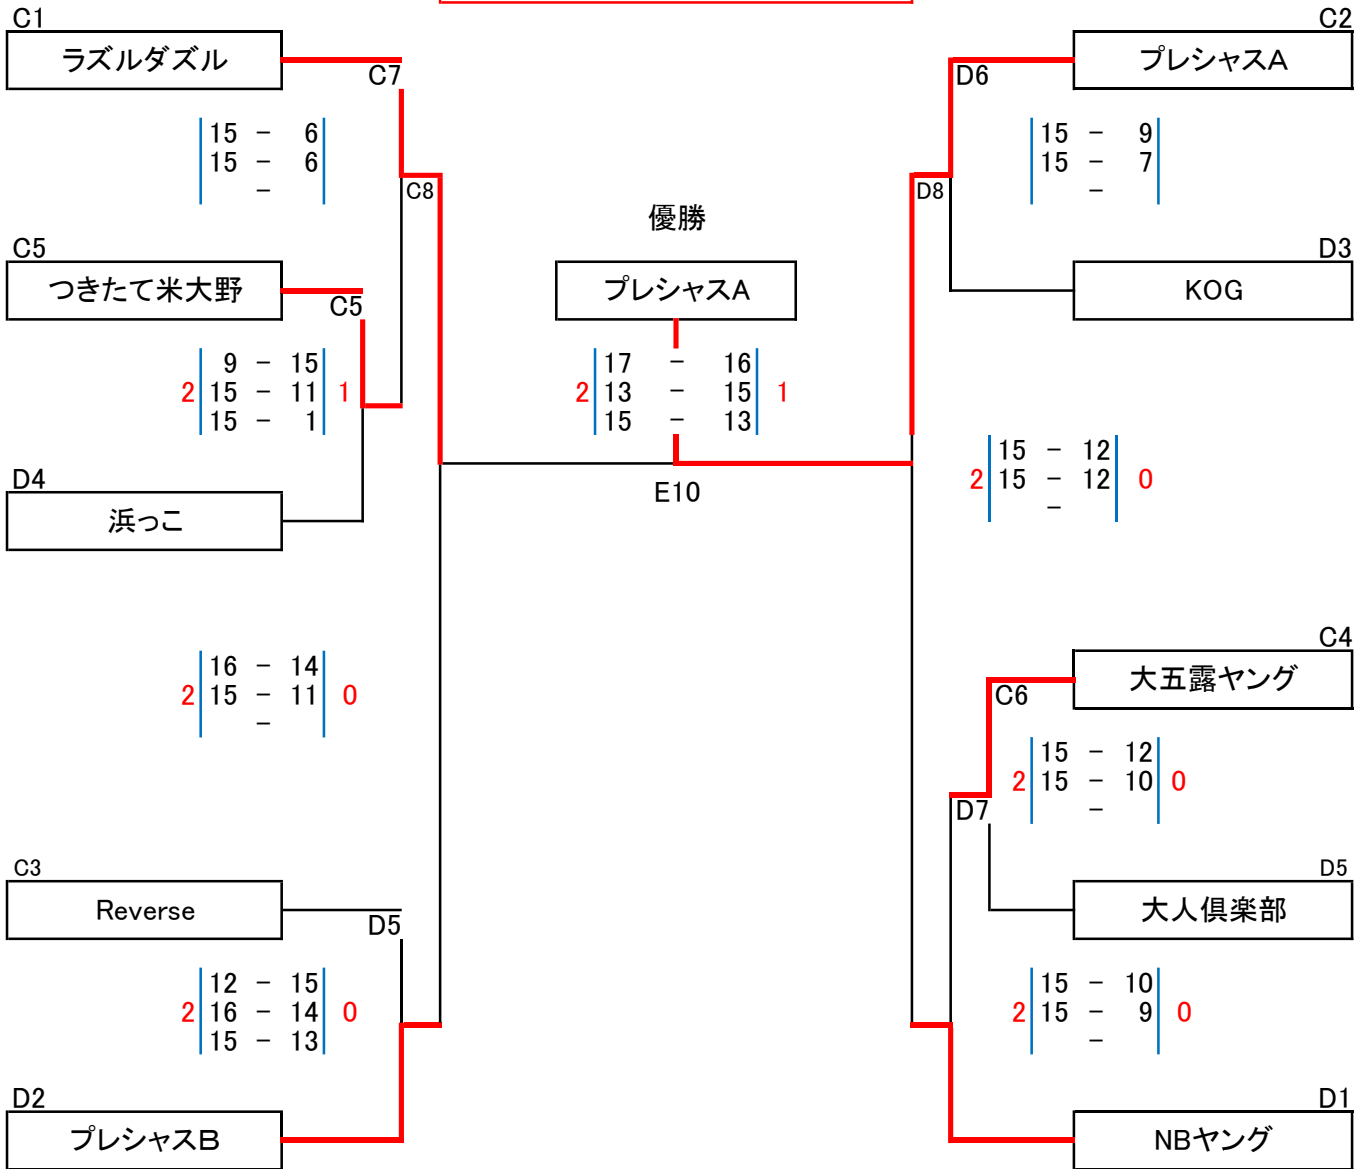 C1
ラズルダズル
C7
15 － 6
15 － 6
－
C8
C5
つきたて米大野
C5
9 － 15
2 15 － 11 1
15 － 1
D4
浜っこ
16 － 14
2 15 － 11 0
－
C3
Reverse
D5
12 － 15
2 16 － 14 0
15 － 13
D2
プレシャスB
優勝
プレシャスA
17 － 16
2 13 － 15 1
15 － 13
E10
C2
プレシャスA
D6
15 － 9
15 － 7
－
D8
D3
KOG
15 － 12
2 15 － 12 0
－
C4
大五露ヤング
C6
15 － 12
2 15 － 10 0
－
D7
D5
大人倶楽部
15 － 10
2 15 － 9 0
－
D1
NBヤング